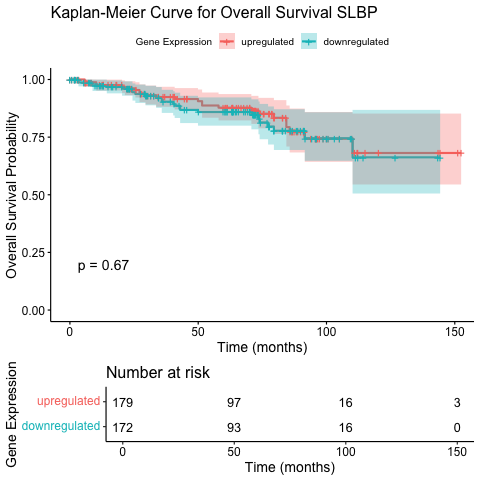 Kaplan-Meier Curve for Overall Survival SLBP
Gene Expression upregulated downregulated
Overall Survival Probability
1.00
0.75
0.50
0.25
0.00
p = 0.67
0 50 100 150
Time (months)
Number at risk
Gene Expression
upregulated 179 97 16 3
downregulated 172 93 16 0
0 50 100 150
Time (months)